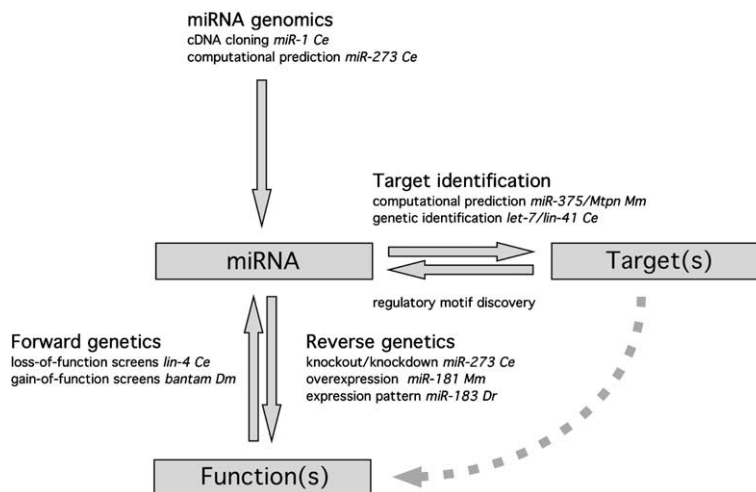 miRNA genomics
cDNA cloning miR-1 Ce
computational prediction miR-273 Ce
Target identification
computational prediction miR-375/Mtpn Mm
genetic identification let-7/lin-41 Ce
miRNA
Target(s)
regulatory motif discovery
Forward genetics
loss-of-function screens lin-4 Ce
gain-of-function screens bantam Dm
Reverse genetics
knockout/knockdown miR-273 Ce
overexpression miR-181 Mm
expression pattern miR-183 Dr
Function(s)